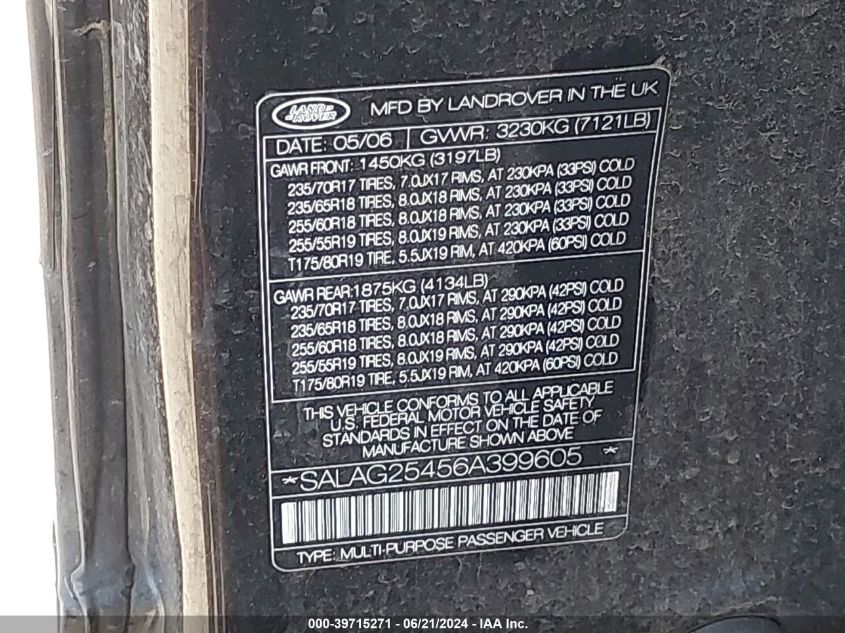 LAND ROVER
MFD BY LANDROVER IN THE UK
DATE: 05/06 GVWR: 3230KG (7121LB)
GAWR FRONT: 1450KG (3197LB)
235/70R17 TIRES, 7.0JX17 RIMS, AT 230KPA (33PSI) COLD
235/65R18 TIRES, 8.0JX18 RIMS, AT 230KPA (33PSI) COLD
255/60R18 TIRES, 8.0JX18 RIMS, AT 230KPA (33PSI) COLD
255/55R19 TIRES, 8.0JX19 RIMS, AT 230KPA (33PSI) COLD
T175/80R19 TIRE, 5.5JX19 RIM, AT 420KPA (60PSI) COLD
GAWR REAR:1875KG (4134LB)
235/70R17 TIRES, 7.0JX17 RIMS, AT 290KPA (42PSI) COLD
235/65R18 TIRES, 8.0JX18 RIMS, AT 290KPA (42PSI) COLD
255/60R18 TIRES, 8.0JX18 RIMS, AT 290KPA (42PSI) COLD
255/55R19 TIRES, 8.0JX19 RIMS, AT 290KPA (42PSI) COLD
T175/80R19 TIRE, 5.5JX19 RIM, AT 420KPA (60PSI) COLD
THIS VEHICLE CONFORMS TO ALL APPLICABLE
U.S. FEDERAL MOTOR VEHICLE SAFETY
STANDARDS IN EFFECT ON THE DATE OF
MANUFACTURE SHOWN ABOVE
*SALAG25456A399605 *
TYPE: MULTI-PURPOSE PASSENGER VEHICLE
000-39715271 - 06/21/2024 - IAA Inc.